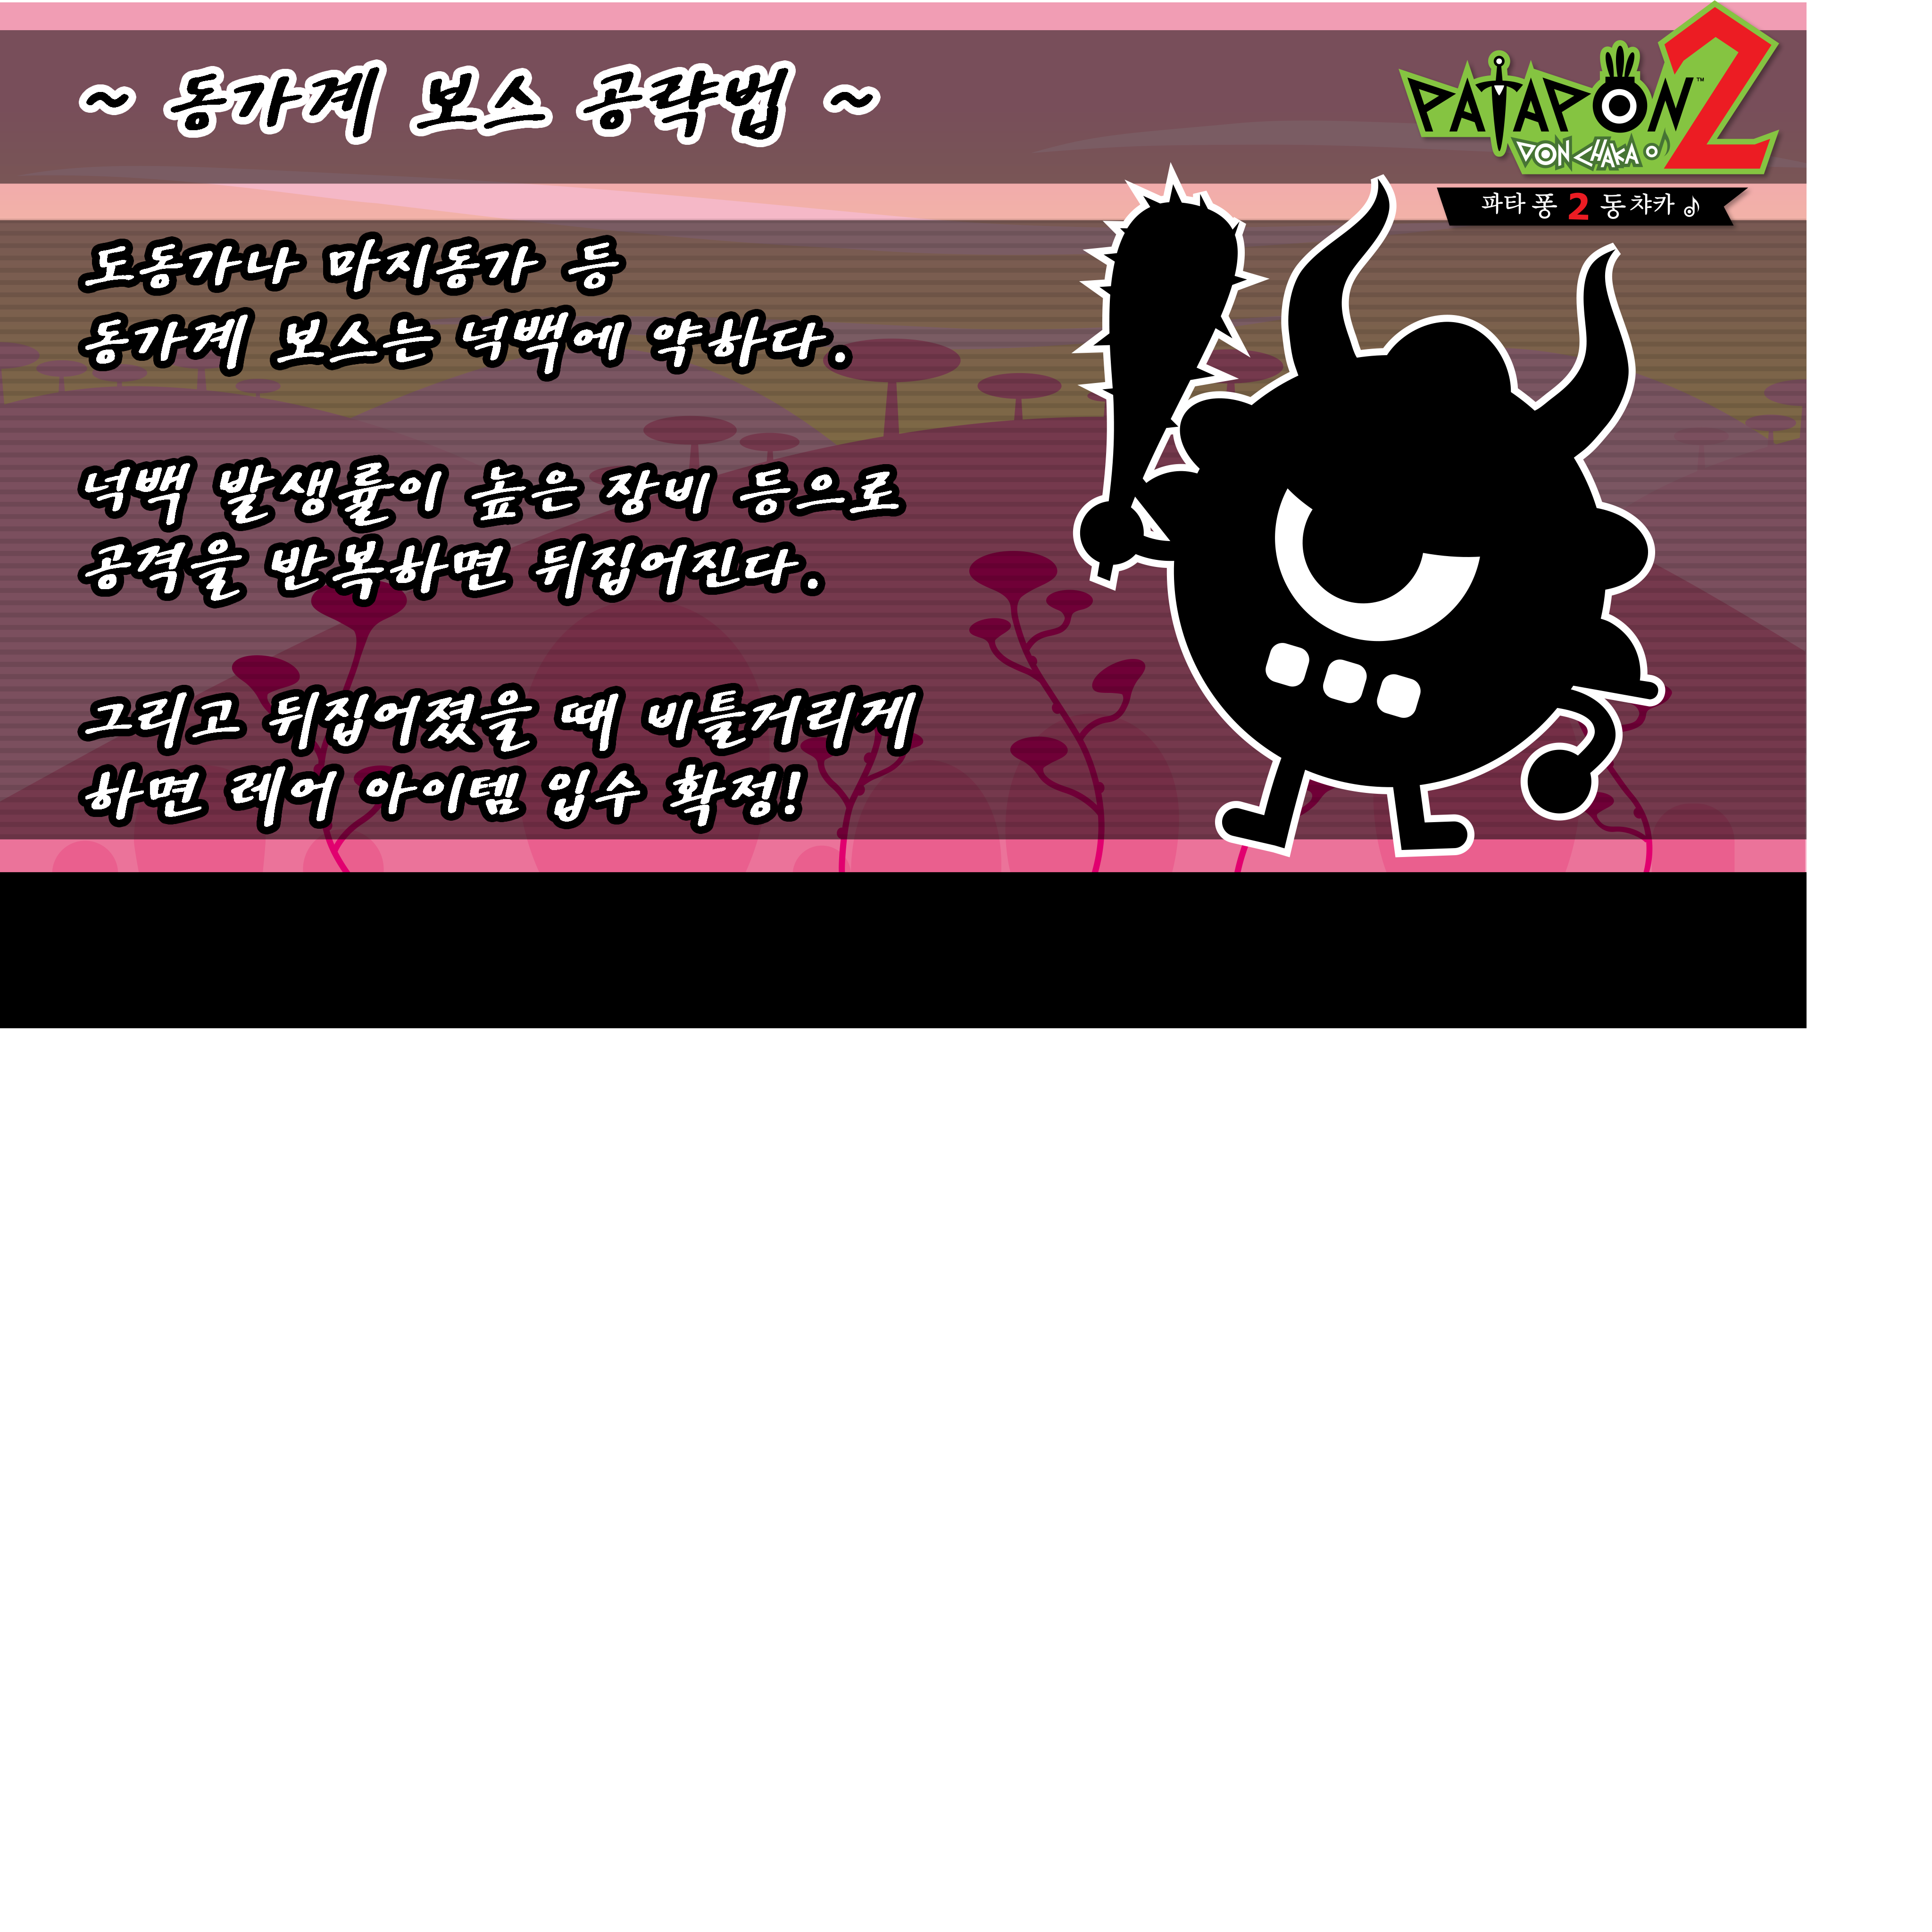 ~ 동가계 보스 공략법 ~
PATAPON 2™
DON CHAKA♪
파타퐁 2 동챠카♪
도동가나 마지동가 등
동가계 보스는 넉백에 약하다.
넉백 발생률이 높은 장비 등으로
공격을 반복하면 뒤집어진다.
그리고 뒤집어졌을 때 비틀거리게
하면 레어 아이템 입수 확정!